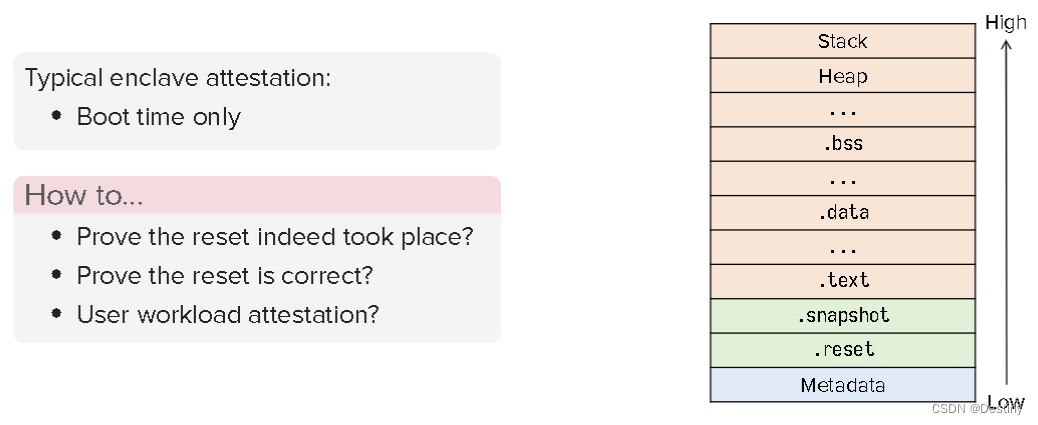 Typical enclave attestation:
• Boot time only
How to...
• Prove the reset indeed took place?
• Prove the reset is correct?
• User workload attestation?
High
Stack
Heap
...
.bss
...
.data
...
.text
.snapshot
.reset
Metadata
Low
CSDN @Destiny